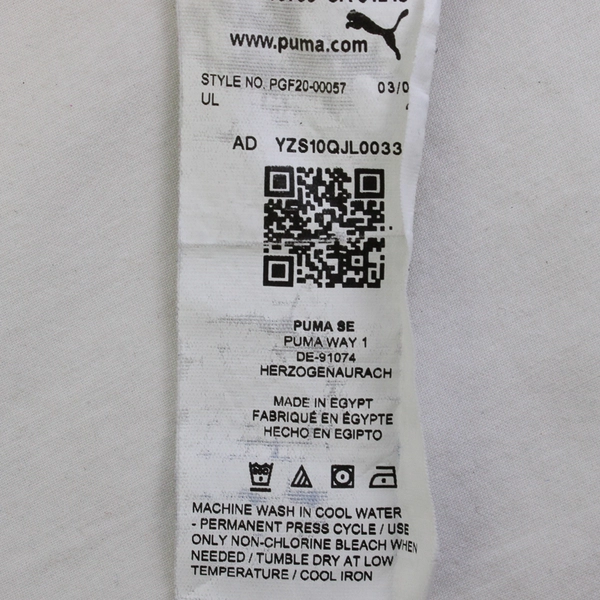 www.puma.com
STYLE NO. PGF20-00057 03/0
UL
AD YZS10QJL0033
PUMA SE
PUMA WAY 1
DE-91074
HERZOGENAURACH
MADE IN EGYPT
FABRIQUÉ EN ÉGYPTE
HECHO EN EGIPTO
MACHINE WASH IN COOL WATER
- PERMANENT PRESS CYCLE / USE
ONLY NON-CHLORINE BLEACH WHEN
NEEDED / TUMBLE DRY AT LOW
TEMPERATURE / COOL IRON